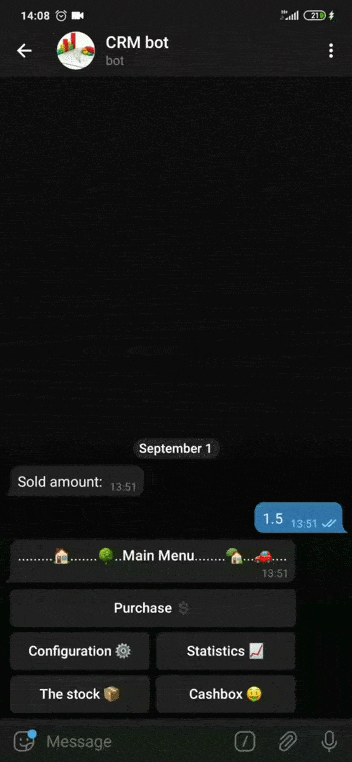 14:08
21
CRM bot
bot
September 1
Sold amount: 13:51
1.5 13:51
.........🏠.......🌳..Main Menu........🏡...🚗....
13:51
Purchase 💲
Configuration ⚙️ Statistics 📈
The stock 📦 Cashbox 🤑
Message